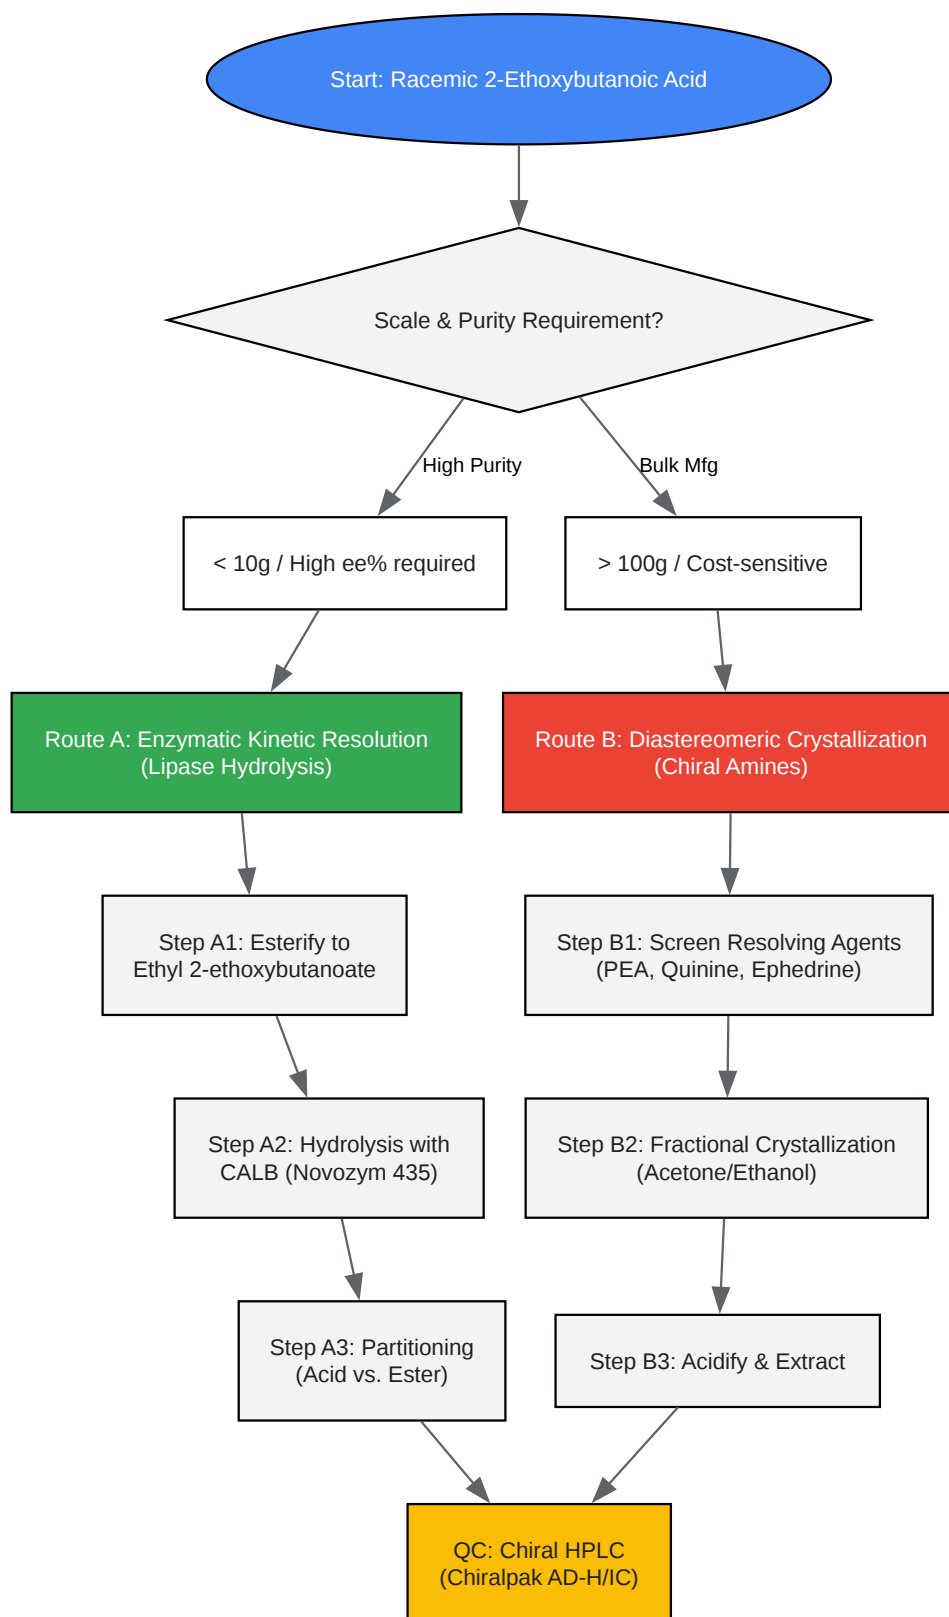 Start: Racemic 2-Ethoxybutanoic Acid
Scale & Purity Requirement?
High Purity
Bulk Mfg
< 10g / High ee% required
> 100g / Cost-sensitive
Route A: Enzymatic Kinetic Resolution
(Lipase Hydrolysis)
Route B: Diastereomeric Crystallization
(Chiral Amines)
Step A1: Esterify to
Ethyl 2-ethoxybutanoate
Step B1: Screen Resolving Agents
(PEA, Quinine, Ephedrine)
Step A2: Hydrolysis with
CALB (Novozym 435)
Step B2: Fractional Crystallization
(Acetone/Ethanol)
Step A3: Partitioning
(Acid vs. Ester)
Step B3: Acidify & Extract
QC: Chiral HPLC
(Chiralpak AD-H/IC)